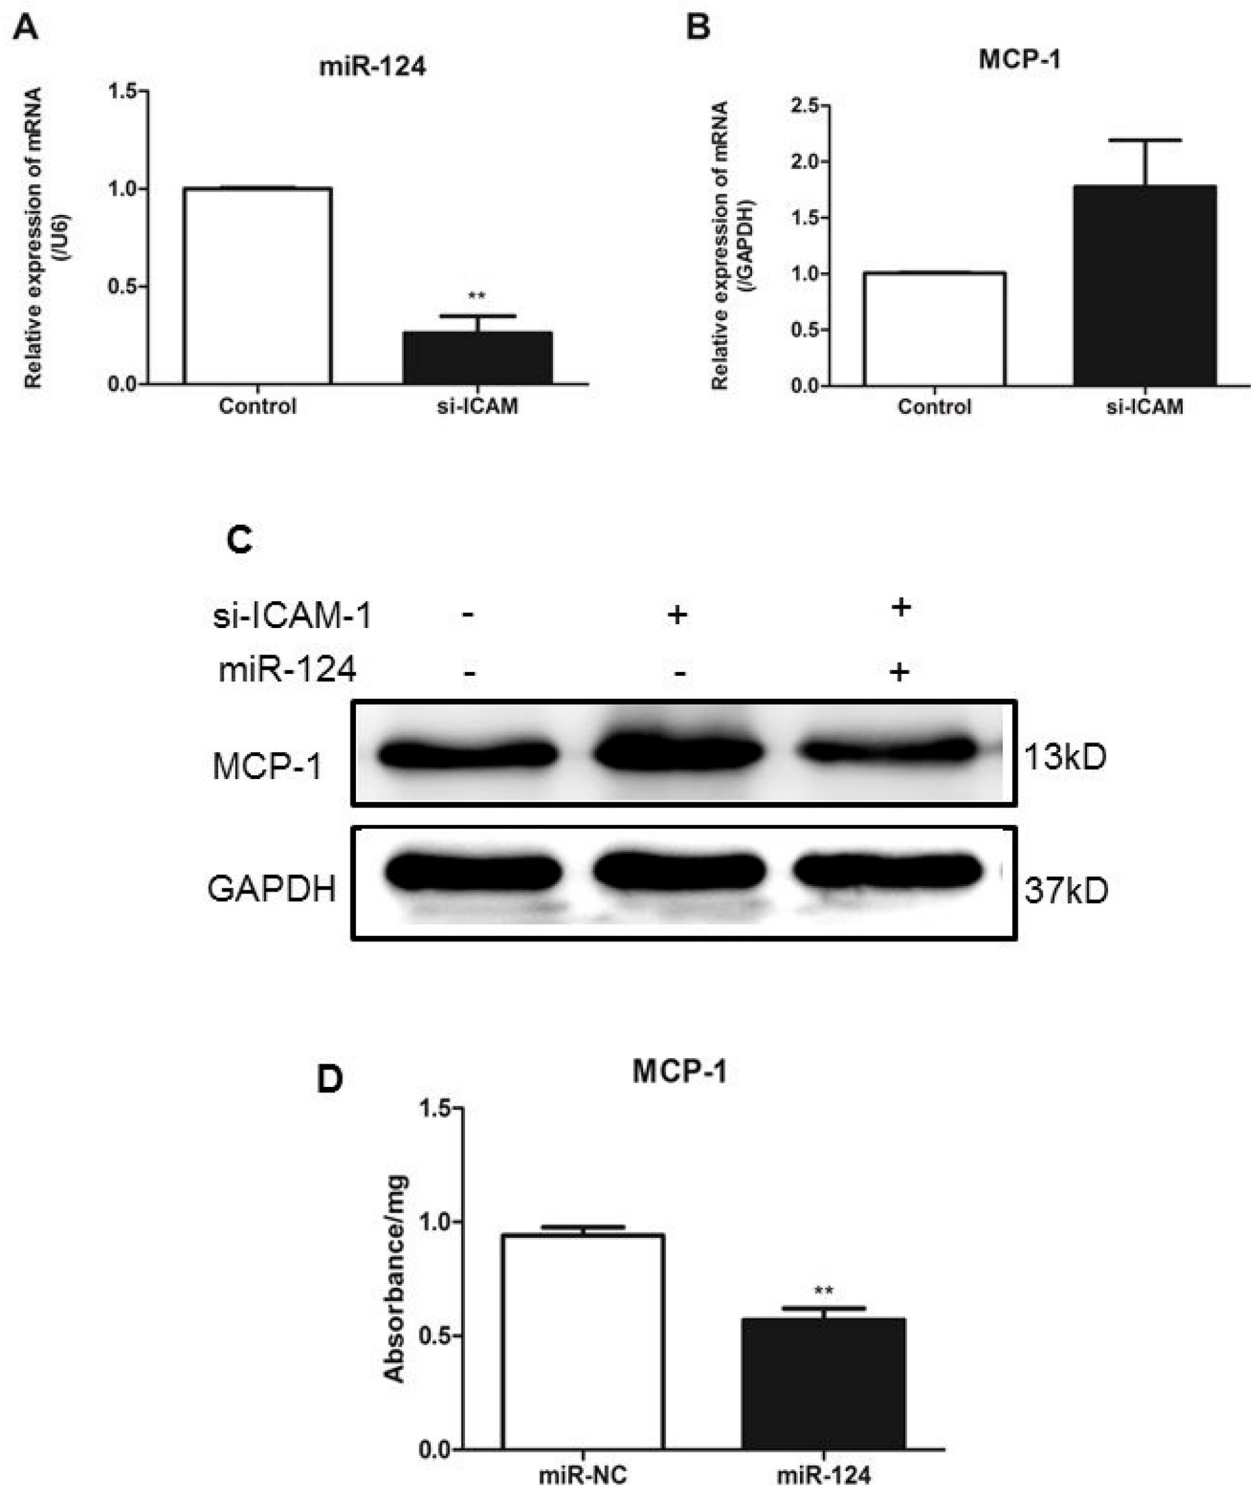 A
miR-124
Relative expression of mRNA
(/U6)
1.5
1.0
0.5
0.0
**
Control
si-ICAM
B
MCP-1
Relative expression of mRNA
(/GAPDH)
2.5
2.0
1.5
1.0
0.5
0.0
Control
si-ICAM
C
si-ICAM-1 - + +
miR-124 - - +
MCP-1 13kD
GAPDH 37kD
D
MCP-1
Absorbance/mg
1.5
1.0
0.5
0.0
**
miR-NC
miR-124